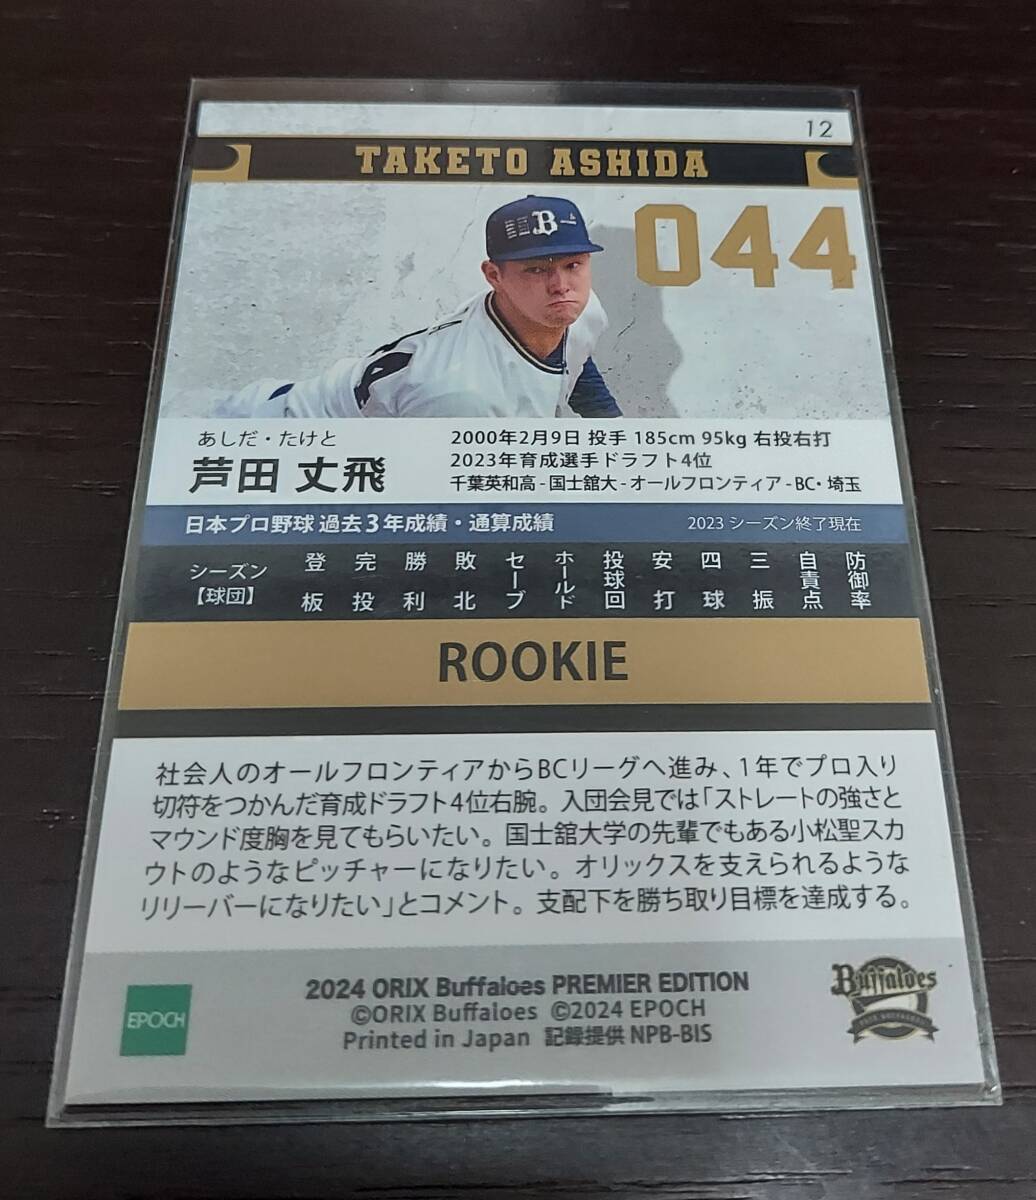 12
TAKETO ASHIDA
044
B
あしだ・たけと
芦田 丈飛
2000年2月9日 投手 185cm 95kg 右投右打
2023年育成選手ドラフト4位
千葉英和高-国士舘大-オールフロンティア-BC・埼玉
日本プロ野球 過去3年成績・通算成績
2023 シーズン終了現在
シーズン【球団】 登板 完投 勝利 敗北 セーブ ホールド 投球回 安打 四球 三振 自責点 防御率
ROOKIE
社会人のオールフロンティアからBCリーグへ進み、1年でプロ入り
切符をつかんだ育成ドラフト4位右腕。入団会見では「ストレートの強さと
マウンド度胸を見てもらいたい。国士舘大学の先輩でもある小松聖スカ
ウトのようなピッチャーになりたい。オリックスを支えられるような
リリーバーになりたい」とコメント。支配下を勝ち取り目標を達成する。
EPOCH
2024 ORIX Buffaloes PREMIER EDITION
©ORIX Buffaloes ©2024 EPOCH
Printed in Japan 記録提供 NPB-BIS
Buffaloes